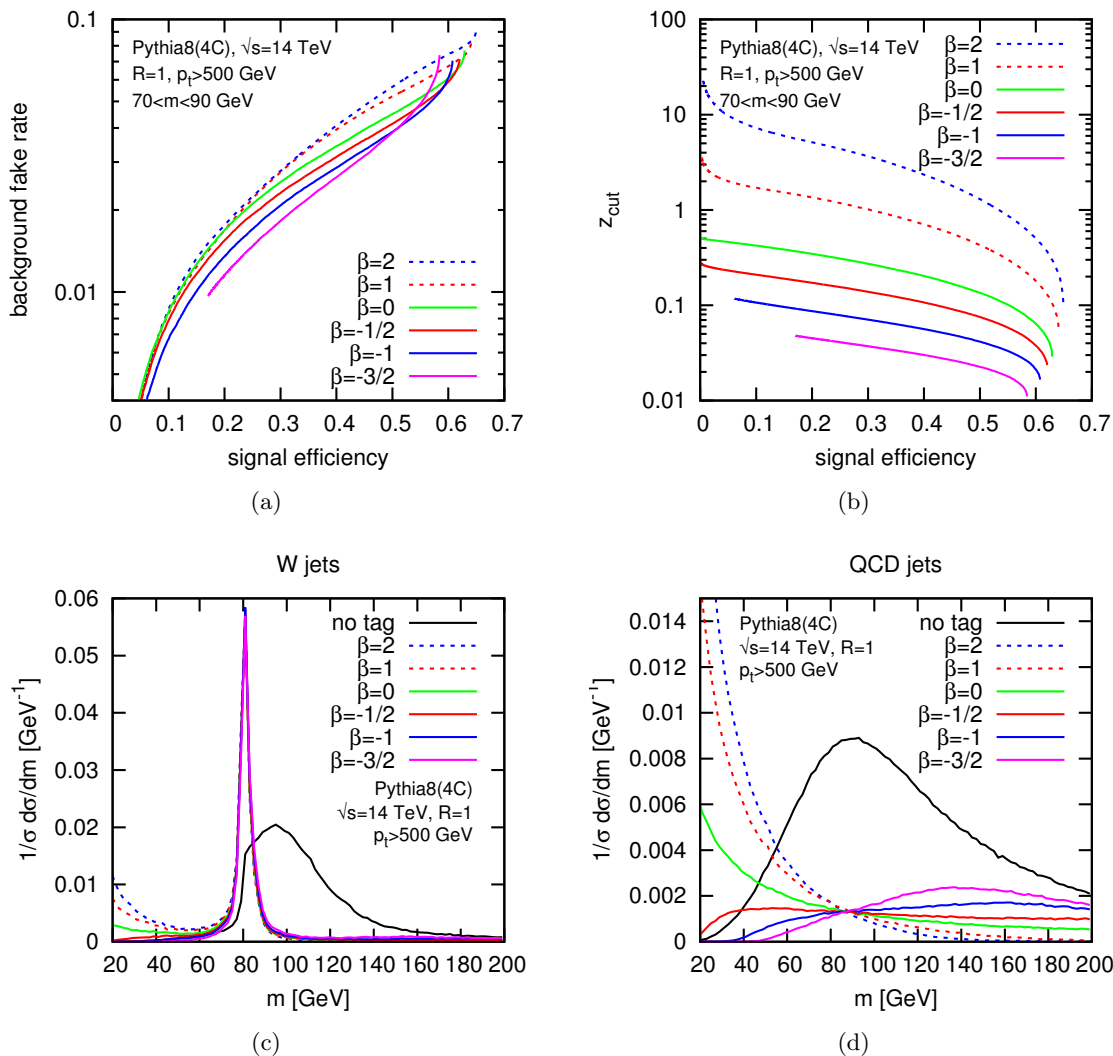 0.1
0.01
background fake rate
Pythia8(4C), √s=14 TeV
R=1, pt>500 GeV
70<m<90 GeV
β=2
β=1
β=0
β=-1/2
β=-1
β=-3/2
0 0.1 0.2 0.3 0.4 0.5 0.6 0.7
signal efficiency
(a)
100
10
1
0.1
0.01
zcut
Pythia8(4C), √s=14 TeV
R=1, pt>500 GeV
70<m<90 GeV
β=2
β=1
β=0
β=-1/2
β=-1
β=-3/2
0 0.1 0.2 0.3 0.4 0.5 0.6 0.7
signal efficiency
(b)
W jets
0.06
0.05
0.04
0.03
0.02
0.01
0
1/σ dσ/dm [GeV⁻¹]
no tag
β=2
β=1
β=0
β=-1/2
β=-1
β=-3/2
Pythia8(4C)
√s=14 TeV, R=1
pt>500 GeV
20 40 60 80 100 120 140 160 180 200
m [GeV]
(c)
QCD jets
0.014
0.012
0.01
0.008
0.006
0.004
0.002
0
1/σ dσ/dm [GeV⁻¹]
Pythia8(4C)
√s=14 TeV, R=1
pt>500 GeV
no tag
β=2
β=1
β=0
β=-1/2
β=-1
β=-3/2
20 40 60 80 100 120 140 160 180 200
m [GeV]
(d)